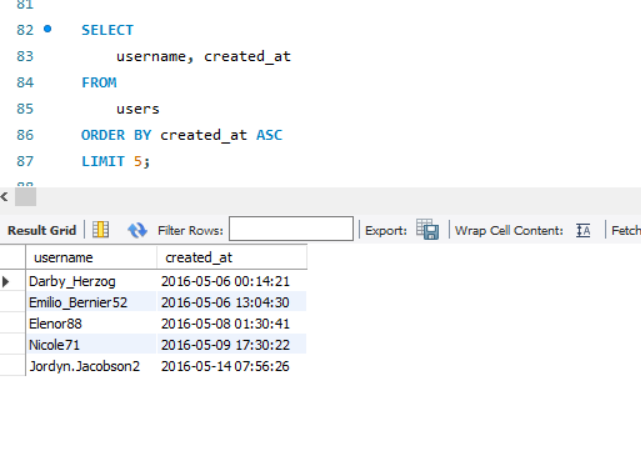 81
82 SELECT
83 username, created_at
84 FROM
85 users
86 ORDER BY created_at ASC
87 LIMIT 5;
88
Result Grid Filter Rows: Export: Wrap Cell Content: Fetch
username created_at
Darby_Herzog 2016-05-06 00:14:21
Emilio_Bernier52 2016-05-06 13:04:30
Elenor88 2016-05-08 01:30:41
Nicole71 2016-05-09 17:30:22
Jordyn.Jacobson2 2016-05-14 07:56:26